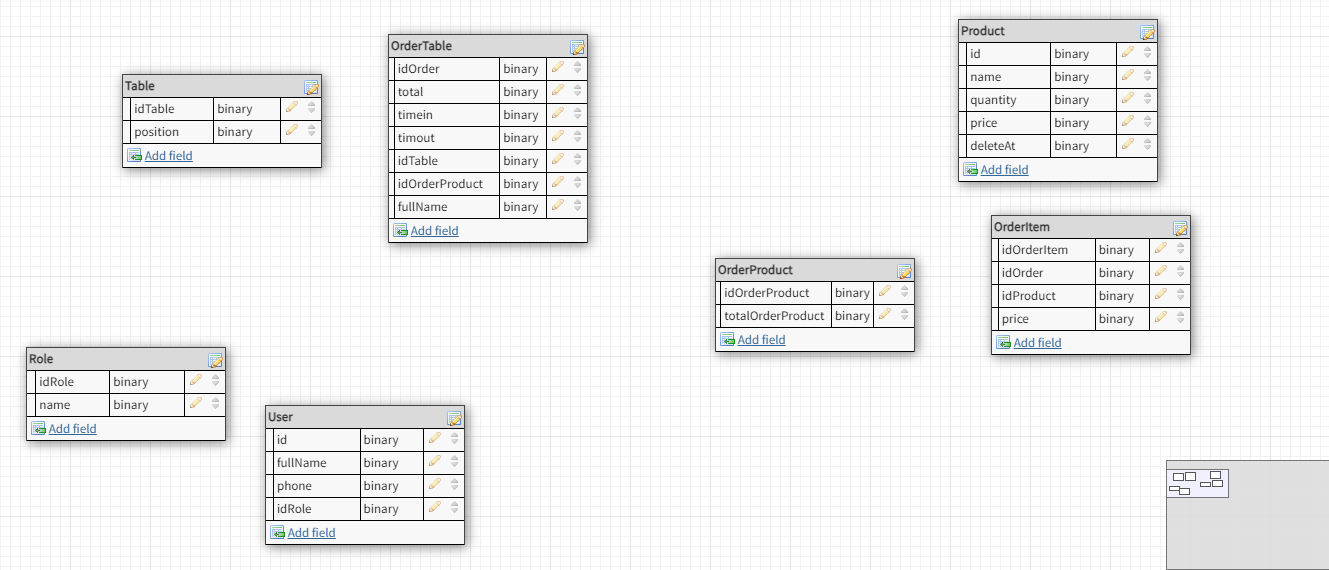 Table
idTable binary
position binary
Add field
OrderTable
idOrder binary
total binary
timein binary
timout binary
idTable binary
idOrderProduct binary
fullName binary
Add field
Product
id binary
name binary
quantity binary
price binary
deleteAt binary
Add field
OrderItem
idOrderItem binary
idOrder binary
idProduct binary
price binary
Add field
OrderProduct
idOrderProduct binary
totalOrderProduct binary
Add field
Role
idRole binary
name binary
Add field
User
id binary
fullName binary
phone binary
idRole binary
Add field